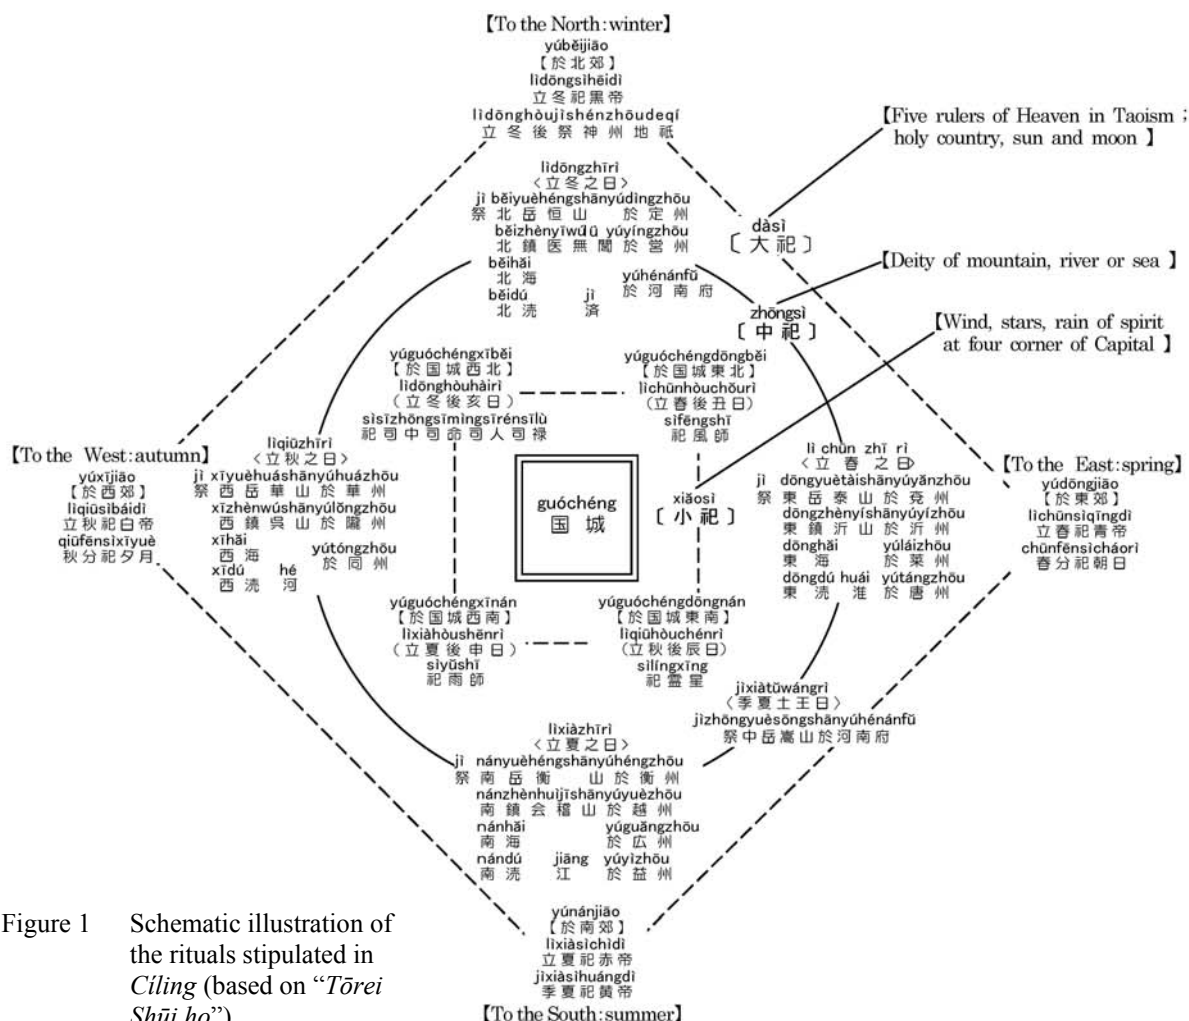 【To the North:winter】
yúběijiāo
【於北郊】
lìdōngsìhēidì
立冬祀黒帝
lìdōnghòujìshénzhōudeqí
立冬後祭神州地祇
【Five rulers of Heaven in Taoism ;
holy country, sun and moon 】
dàsì
〔大祀〕
lìdōngzhīrì
〈立冬之日〉
jì běiyuèhéngshānyúdìngzhōu
祭北岳恒山 於定州
běizhènyīwúlǘ yúyíngzhōu
北鎮医無閭於営州
běihǎi
北海
yúhénánfǔ
於河南府
běidú jì
北涜 済
【Deity of mountain, river or sea 】
zhōngsì
〔中祀〕
【Wind, stars, rain of spirit
at four corner of Capital 】
yúguóchéngxīběi
【於国城西北】
lìdōnghòuhàirì
(立冬後亥日)
sìsīzhōngsīmìngsīrénsīlù
祀司中司命司人司禄
yúguóchéngdōngběi
【於国城東北】
lìchūnhòuchǒurì
(立春後丑日)
sìfēngshī
祀風師
【To the West:autumn】
yúxījiāo
【於西郊】
lìqiūsìbáidì
立秋祀白帝
qiūfēnsìxīyuè
秋分祀夕月
lìqiūzhīrì
〈立秋之日〉
jì xīyuèhuáshānyúhuázhōu
祭西岳華山於華州
xīzhènwúshānyúlǒngzhōu
西鎮呉山於隴州
xīhǎi
西海
yútóngzhōu
於同州
xīdú hé
西涜 河
guóchéng
国城
xiǎosì
〔小祀〕
lì chūn zhī rì
〈立春之日〉
jì dōngyuètàishānyúyǎnzhōu
祭東岳泰山於兗州
dōngzhènyíshānyúyízhōu
東鎮沂山於沂州
dōnghǎi yúláizhōu
東海 於莱州
dōngdú huái yútángzhōu
東涜 淮 於唐州
【To the East:spring】
yúdōngjiāo
【於東郊】
lìchūnsìqīngdì
立春祀青帝
chūnfēnsìcháorì
春分祀朝日
yúguóchéngxīnán
【於国城西南】
lìxiàhòushēnrì
(立夏後申日)
sìyǔshī
祀雨師
yúguóchéngdōngnán
【於国城東南】
lìqiūhòuchénrì
(立秋後辰日)
sìlíngxīng
祀霊星
jìxiàtǔwángrì
〈季夏土王日〉
jìzhōngyuèsōngshānyúhénánfǔ
祭中岳嵩山於河南府
lìxiàzhīrì
〈立夏之日〉
jì nányuèhéngshānyúhéngzhōu
祭南岳衡 山於衡州
nánzhènhuìjīshānyúyuèzhōu
南鎮会稽山於越州
nánhǎi yúguǎngzhōu
南海 於広州
nándú jiāng yúyìzhōu
南涜 江 於益州
yúnánjiāo
【於南郊】
lìxiàsìchìdì
立夏祀赤帝
jìxiàsìhuángdì
季夏祀黄帝
【To the South:summer】
Figure 1 Schematic illustration of
the rituals stipulated in
Cíling (based on “Tōrei
Shūi ho”)